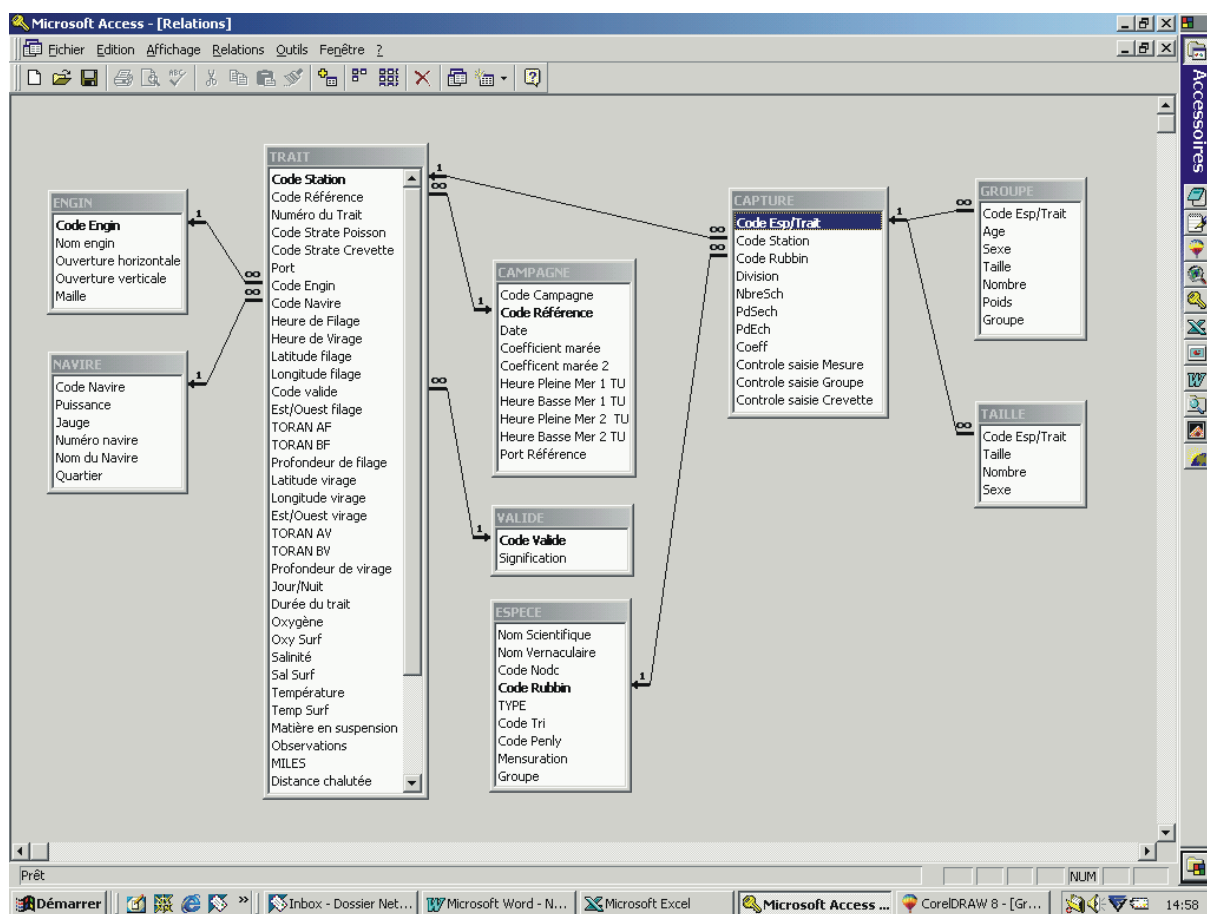 Microsoft Access - [Relations]
Fichier Edition Affichage Relations Outils Fenêtre ?
Accessoires
ENGIN
Code Engin
Nom engin
Ouverture horizontale
Ouverture verticale
Maille
NAVIRE
Code Navire
Puissance
Jauge
Numéro navire
Nom du Navire
Quartier
TRAIT
Code Station
Code Référence
Numéro du Trait
Code Strate Poisson
Code Strate Crevette
Port
Code Engin
Code Navire
Heure de Filage
Heure de Virage
Latitude filage
Longitude filage
Code valide
Est/Ouest filage
TORAN AF
TORAN BF
Profondeur de filage
Latitude virage
Longitude virage
Est/Ouest virage
TORAN AV
TORAN BV
Profondeur de virage
Jour/Nuit
Durée du trait
Oxygène
Oxy Surf
Salinité
Sal Surf
Température
Temp Surf
Matière en suspension
Observations
MILES
Distance chalutée
CAMPAGNE
Code Campagne
Code Référence
Date
Coefficient marée
Coefficent marée 2
Heure Pleine Mer 1 TU
Heure Basse Mer 1 TU
Heure Pleine Mer 2 TU
Heure Basse Mer 2 TU
Port Référence
VALIDE
Code Valide
Signification
ESPECE
Nom Scientifique
Nom Vernaculaire
Code Nodc
Code Rubbin
TYPE
Code Tri
Code Penly
Mensuration
Groupe
CAPTURE
Code Esp/Trait
Code Station
Code Rubbin
Division
NbreSch
PdSech
PdEch
Coeff
Controle saisie Mesure
Controle saisie Groupe
Controle saisie Crevette
GROUPE
Code Esp/Trait
Age
Sexe
Taille
Nombre
Poids
Groupe
TAILLE
Code Esp/Trait
Taille
Nombre
Sexe
1 ∞
1 ∞
1 ∞
∞ 1
∞ 1
∞ 1
1 ∞
∞
Prêt
NUM
Démarrer » Inbox - Dossier Net... Microsoft Word - N... Microsoft Excel Microsoft Access ... CorelDRAW 8 - [Gr... 14:58